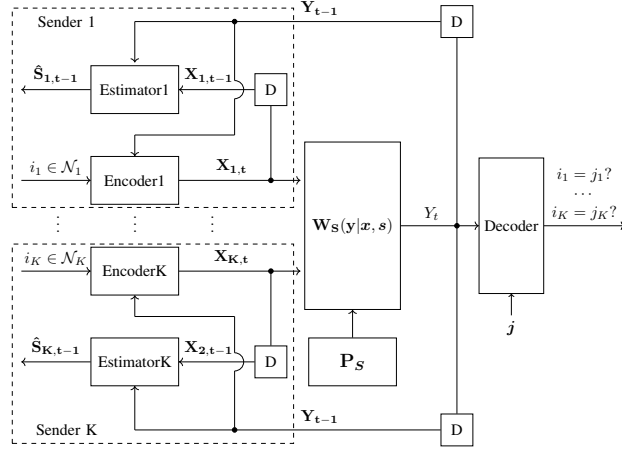 Sender 1
Y_{t-1}
D
Ŝ_{1,t-1}
Estimator1
X_{1,t-1}
D
i_1 ∈ N_1
Encoder1
X_{1,t}
W_S(y|x, s)
Y_t
Decoder
i_1 = j_1?
...
i_K = j_K?
⋮ ⋮ ⋮
i_K ∈ N_K
EncoderK
X_{K,t}
j
Ŝ_{K,t-1}
EstimatorK
X_{2,t-1}
D
P_S
Sender K
Y_{t-1}
D